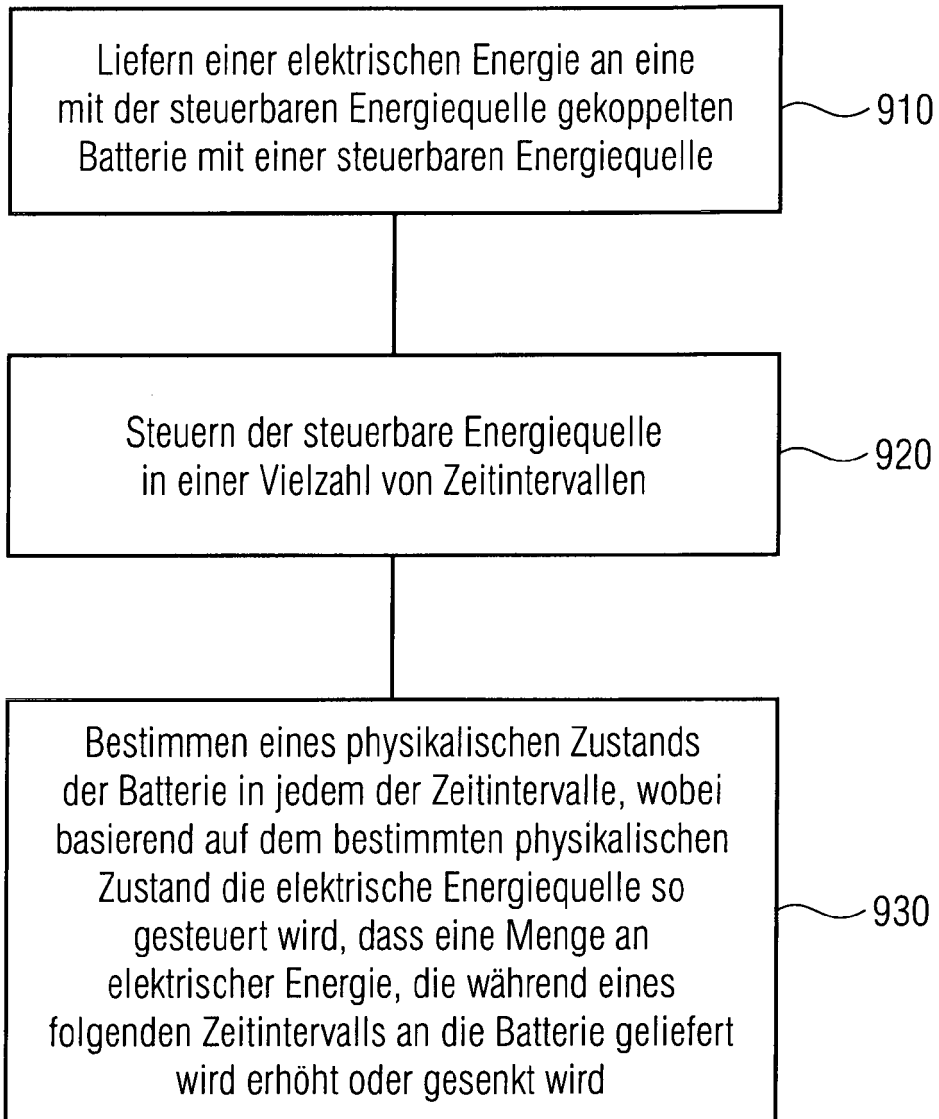 Liefern einer elektrischen Energie an eine
mit der steuerbaren Energiequelle gekoppelten
Batterie mit einer steuerbaren Energiequelle
910
Steuern der steuerbare Energiequelle
in einer Vielzahl von Zeitintervallen
920
Bestimmen eines physikalischen Zustands
der Batterie in jedem der Zeitintervalle, wobei
basierend auf dem bestimmten physikalischen
Zustand die elektrische Energiequelle so
gesteuert wird, dass eine Menge an
elektrischer Energie, die während eines
folgenden Zeitintervalls an die Batterie geliefert
wird erhöht oder gesenkt wird
930